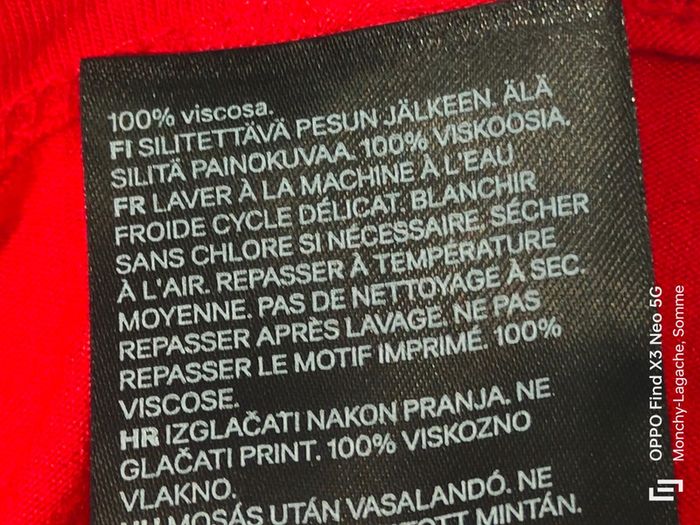 100% viscosa.
FI SILITETTÄVÄ PESUN JÄLKEEN. ÄLÄ
SILITÄ PAINOKUVAA. 100% VISKOOSIA.
FR LAVER À LA MACHINE À L'EAU
FROIDE CYCLE DÉLICAT. BLANCHIR
SANS CHLORE SI NÉCESSAIRE. SÉCHER
À L'AIR. REPASSER À TEMPÉRATURE
MOYENNE. PAS DE NETTOYAGE À SEC.
REPASSER APRÈS LAVAGE. NE PAS
REPASSER LE MOTIF IMPRIMÉ. 100%
VISCOSE.
HR IZGLAČATI NAKON PRANJA. NE
GLAČATI PRINT. 100% VISKOZNO
VLAKNO.
HU MOSÁS UTÁN VASALANDÓ. NE
MINTÁN.
OPPO Find X3 Neo 5G
Monchy-Lagache, Somme